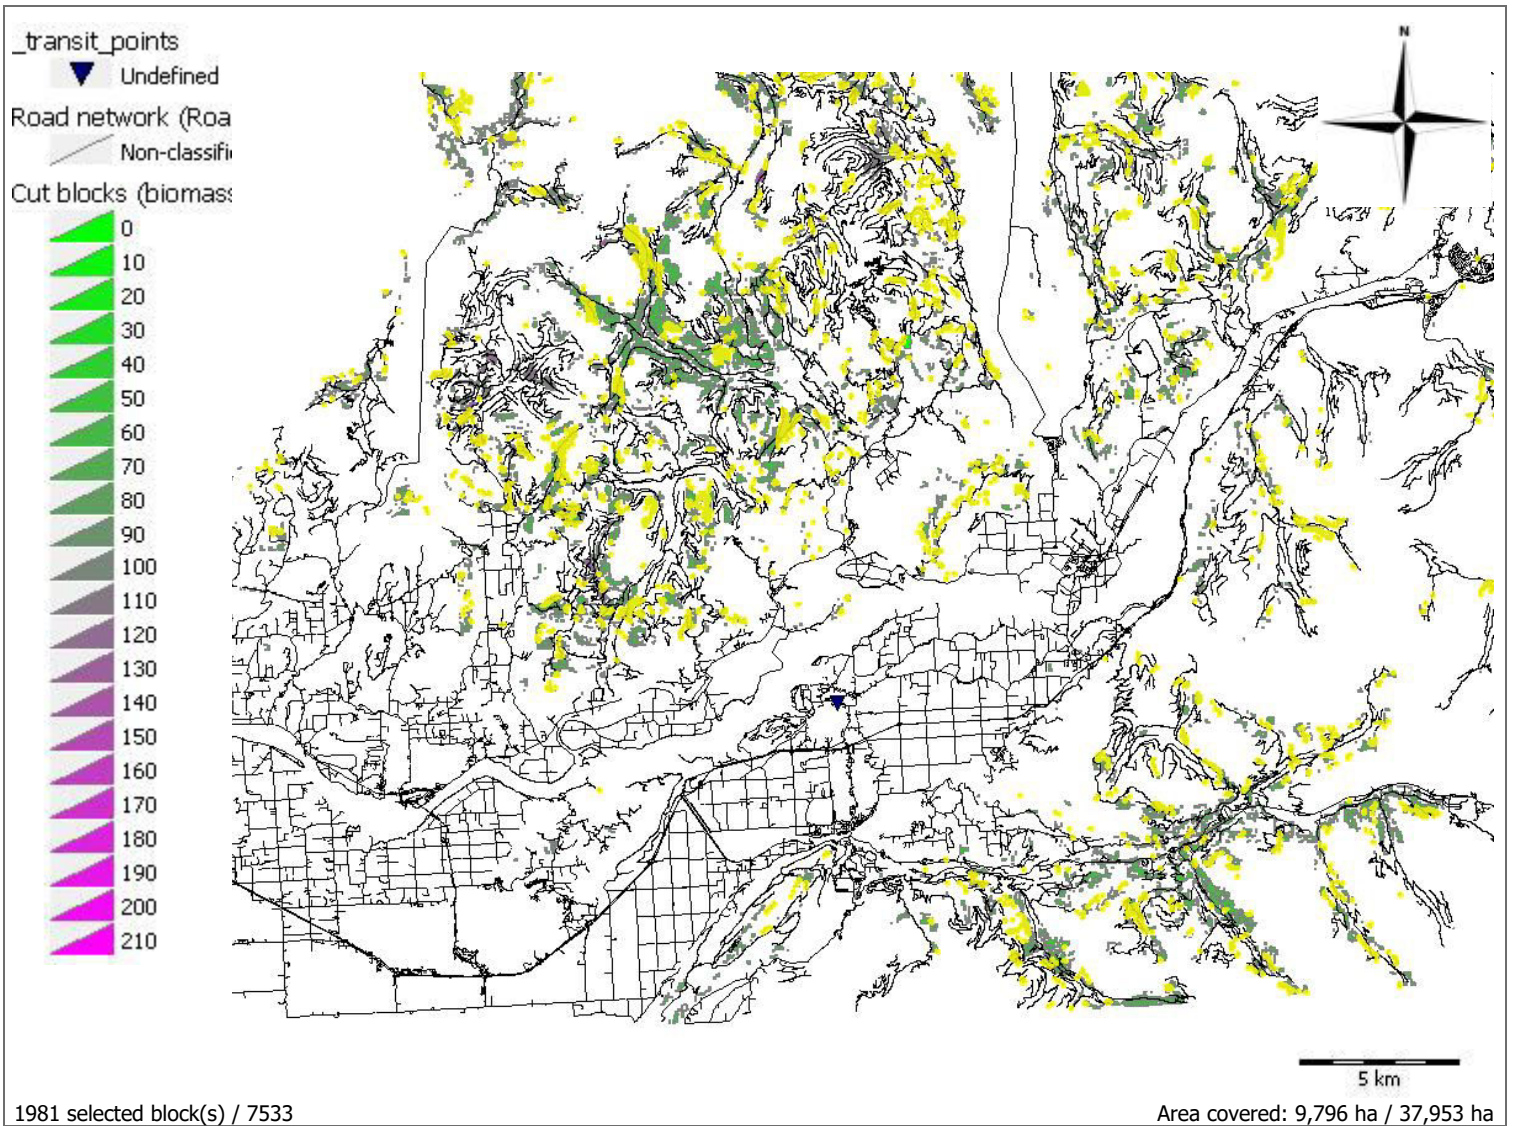 _transit_points
Undefined
Road network (Roa
Non-classifi
Cut blocks (biomass
0
10
20
30
40
50
60
70
80
90
100
110
120
130
140
150
160
170
180
190
200
210
N
5 km
1981 selected block(s) / 7533
Area covered: 9,796 ha / 37,953 ha